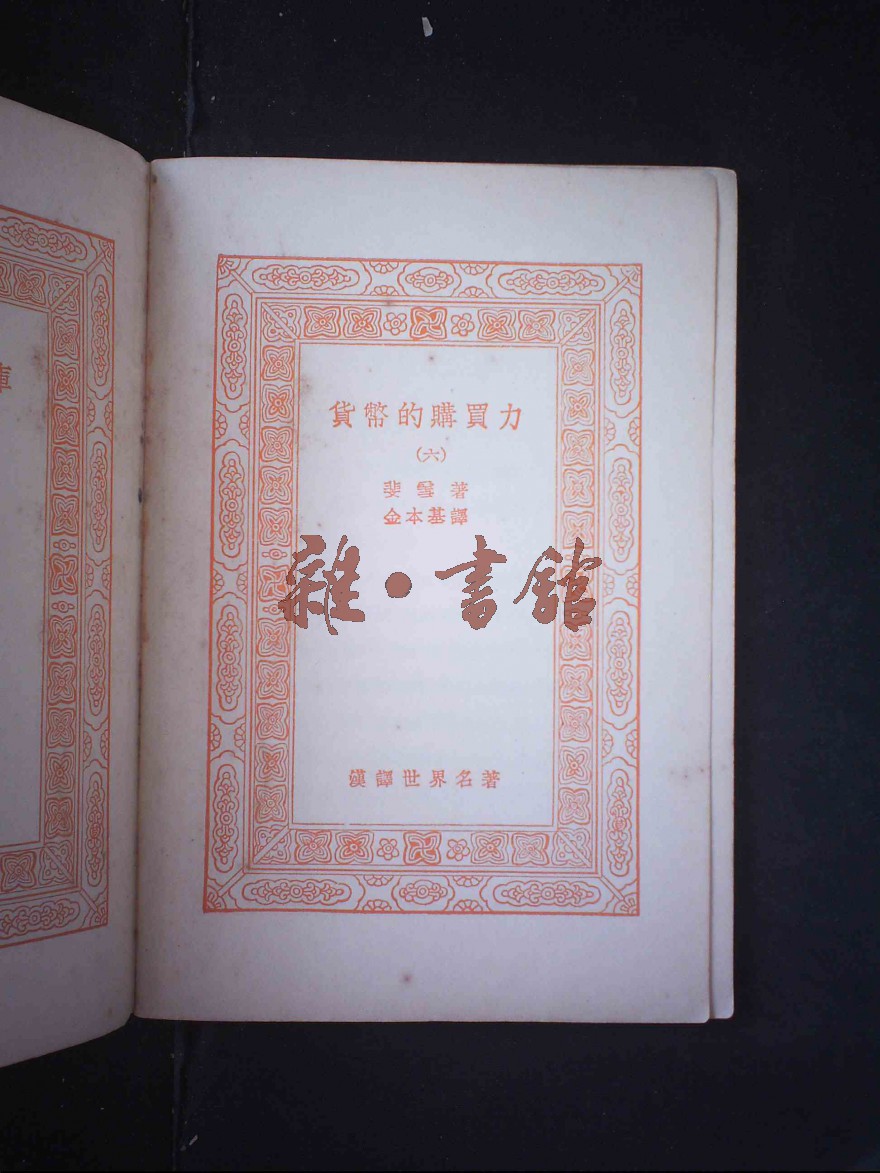 貨幣的購買力
(六)
斐雪著
金本基譯
雜·書館
漢譯世界名著
庫